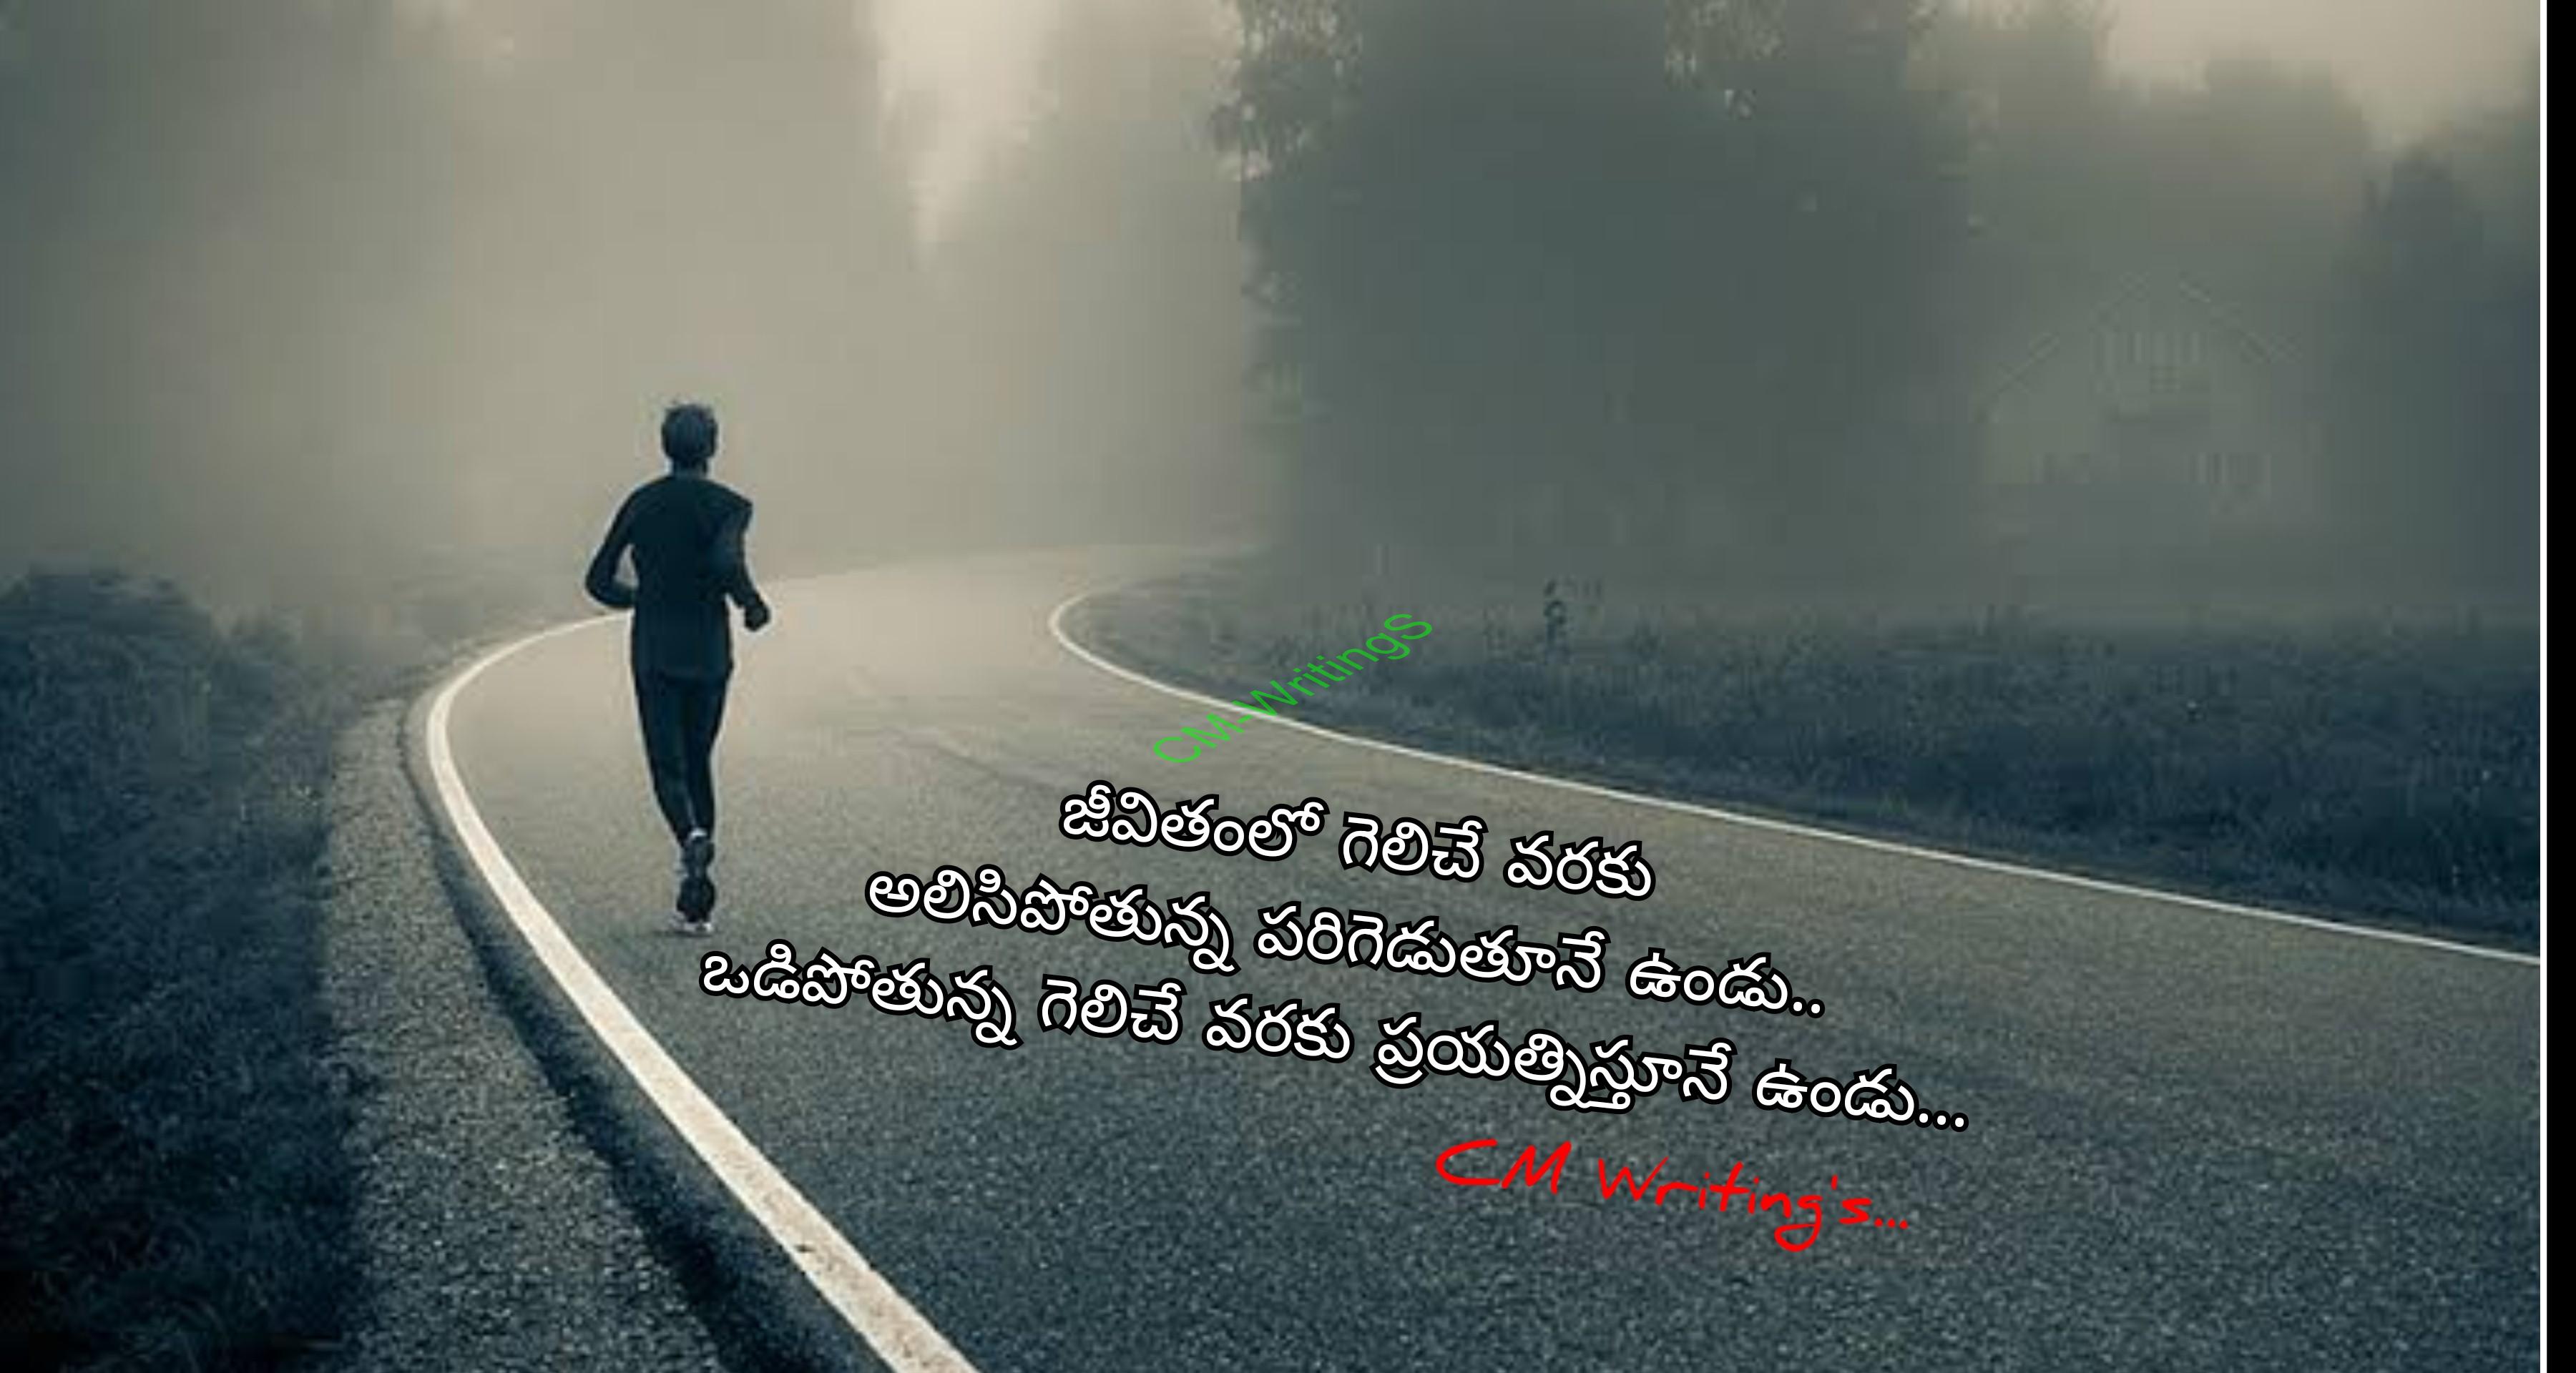 CM-WritingS
జీవితంలో గెలిచే వరకు
అలిసిపోతున్న పరిగెడుతూనే ఉండు..
ఒడిపోతున్న గెలిచే వరకు ప్రయత్నిస్తూనే ఉండు...
CM Writing's...